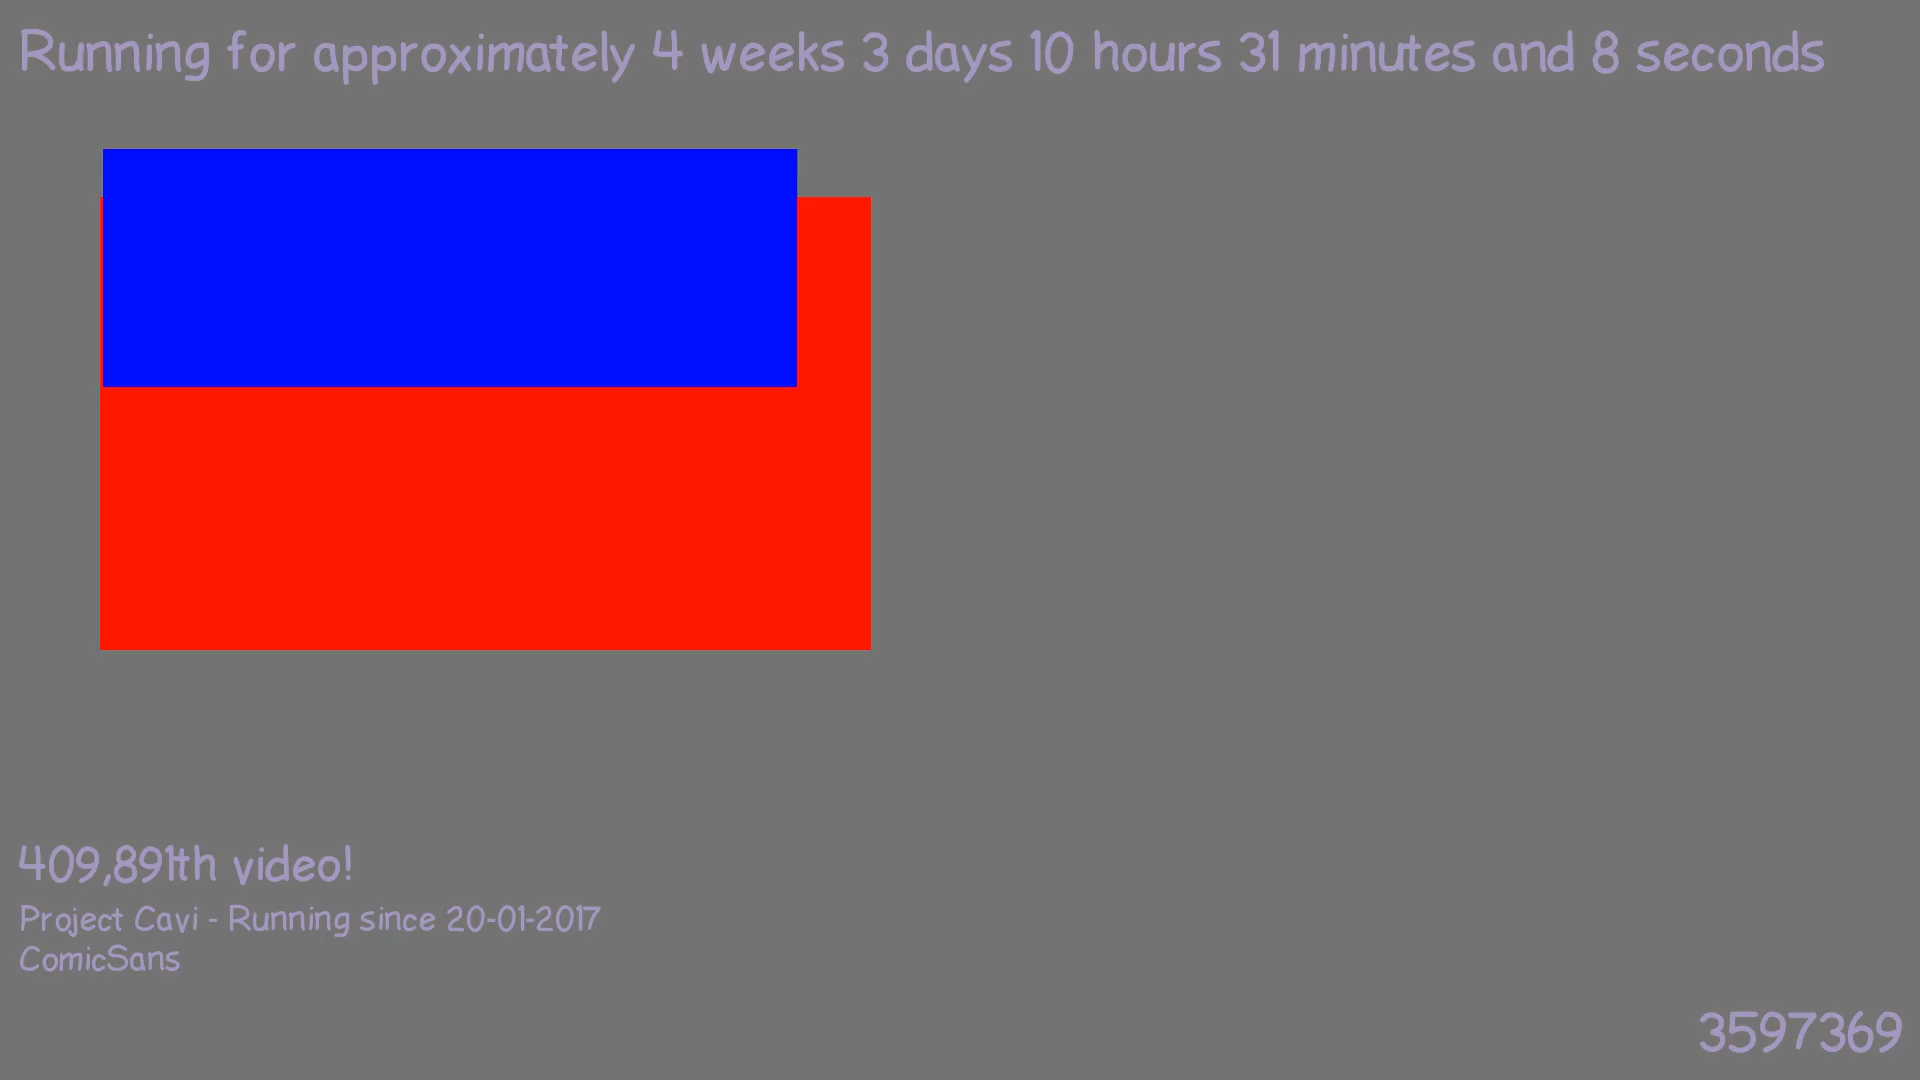 Running for approximately 4 weeks 3 days 10 hours 31 minutes and 8 seconds
409,891th video!
Project Cavi - Running since 20-01-2017
ComicSans
3597369